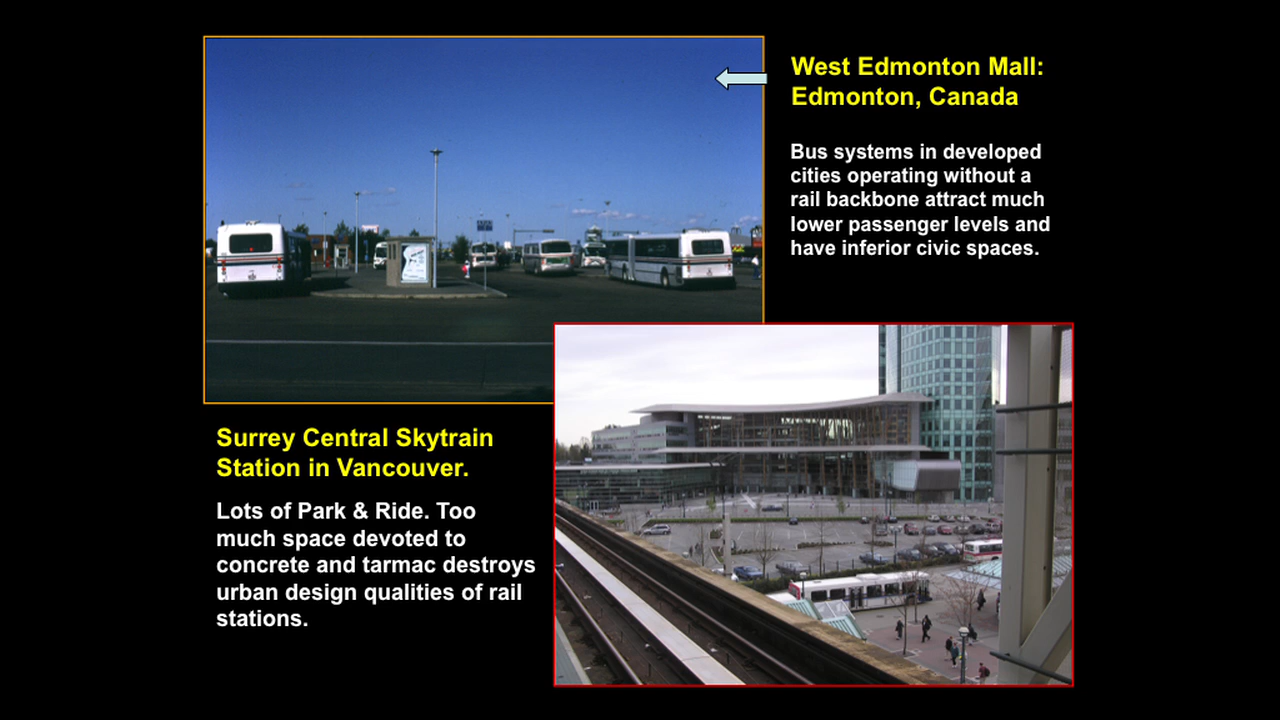 West Edmonton Mall:
Edmonton, Canada
Bus systems in developed
cities operating without a
rail backbone attract much
lower passenger levels and
have inferior civic spaces.
Surrey Central Skytrain
Station in Vancouver.
Lots of Park & Ride. Too
much space devoted to
concrete and tarmac destroys
urban design qualities of rail
stations.